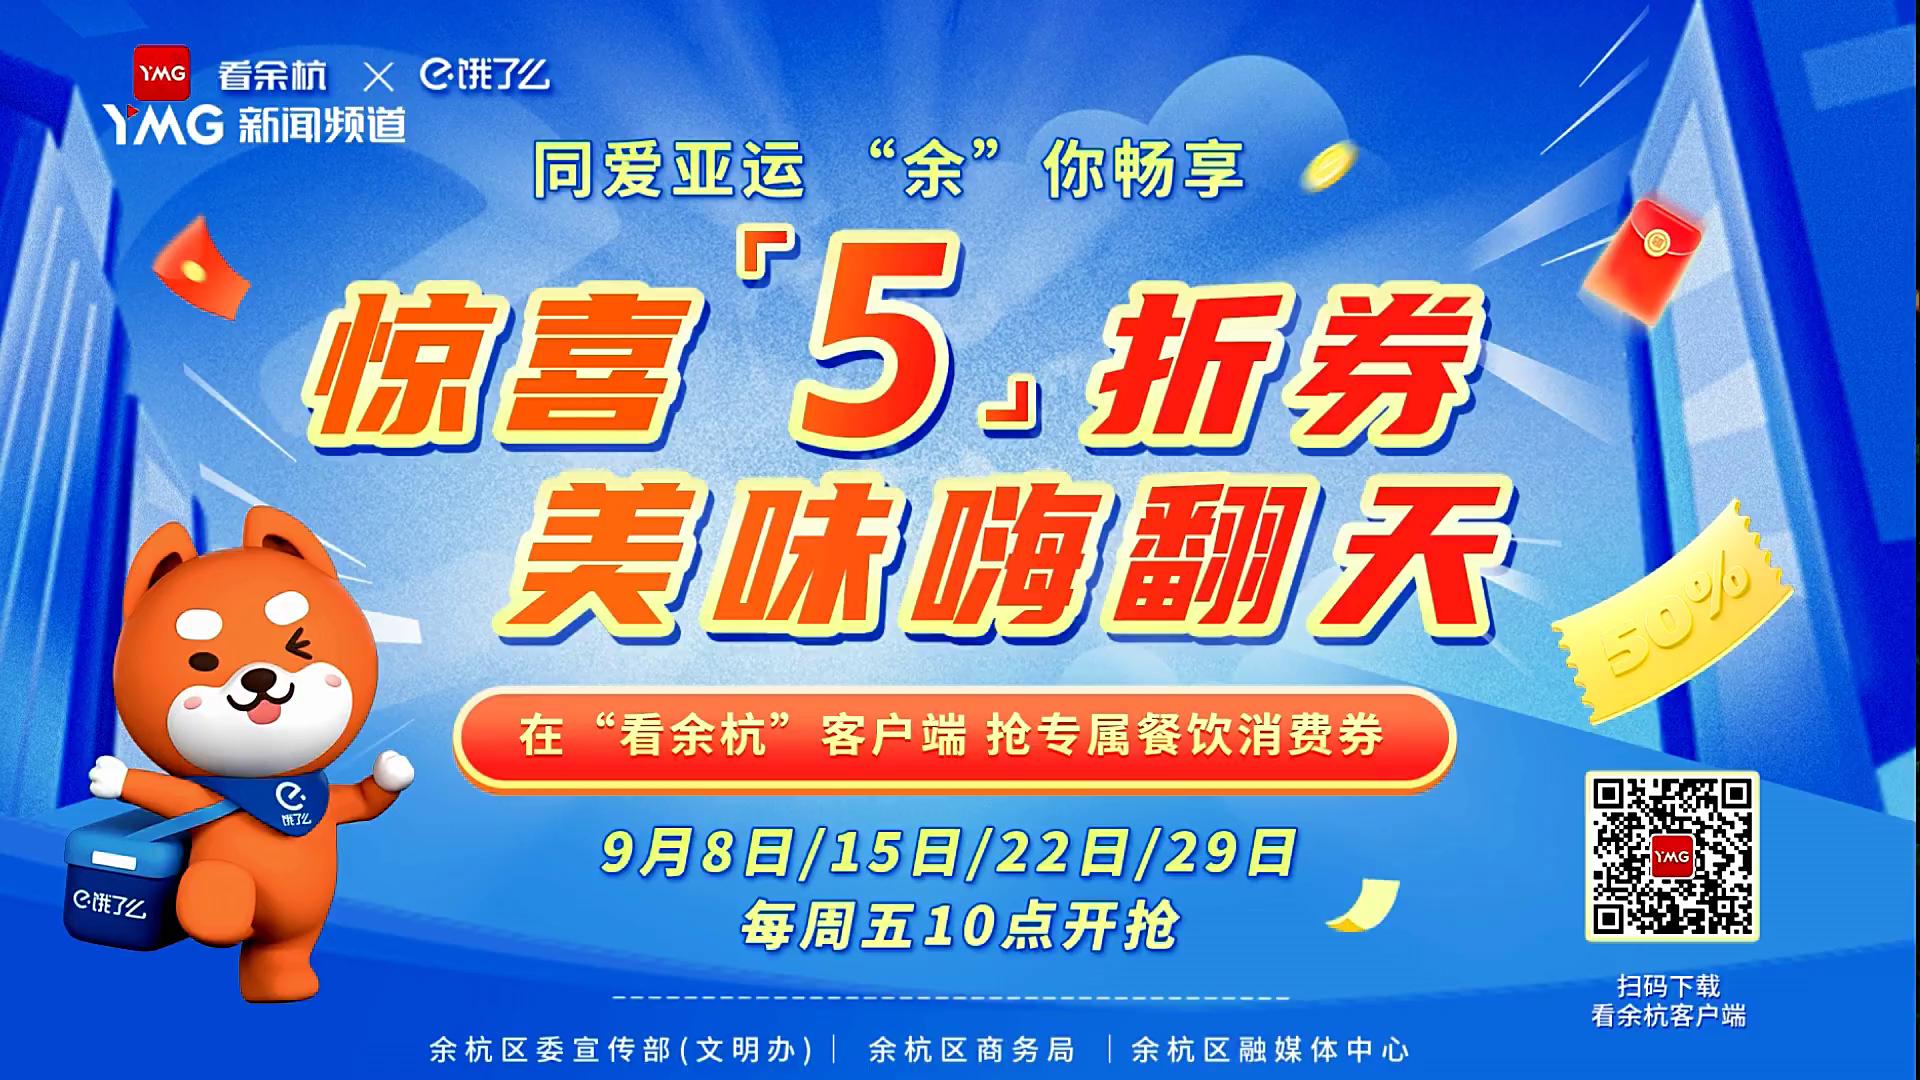 YMG 看余杭 × e饿了么
YMG 新闻频道
同爱亚运 “余”你畅享
惊喜「5」折券
美味嗨翻天
50%
在“看余杭”客户端 抢专属餐饮消费券
9月8日/15日/22日/29日
每周五10点开抢
e饿了么
e饿了么
YMG
扫码下载
看余杭客户端
余杭区委宣传部(文明办)｜ 余杭区商务局 ｜余杭区融媒体中心